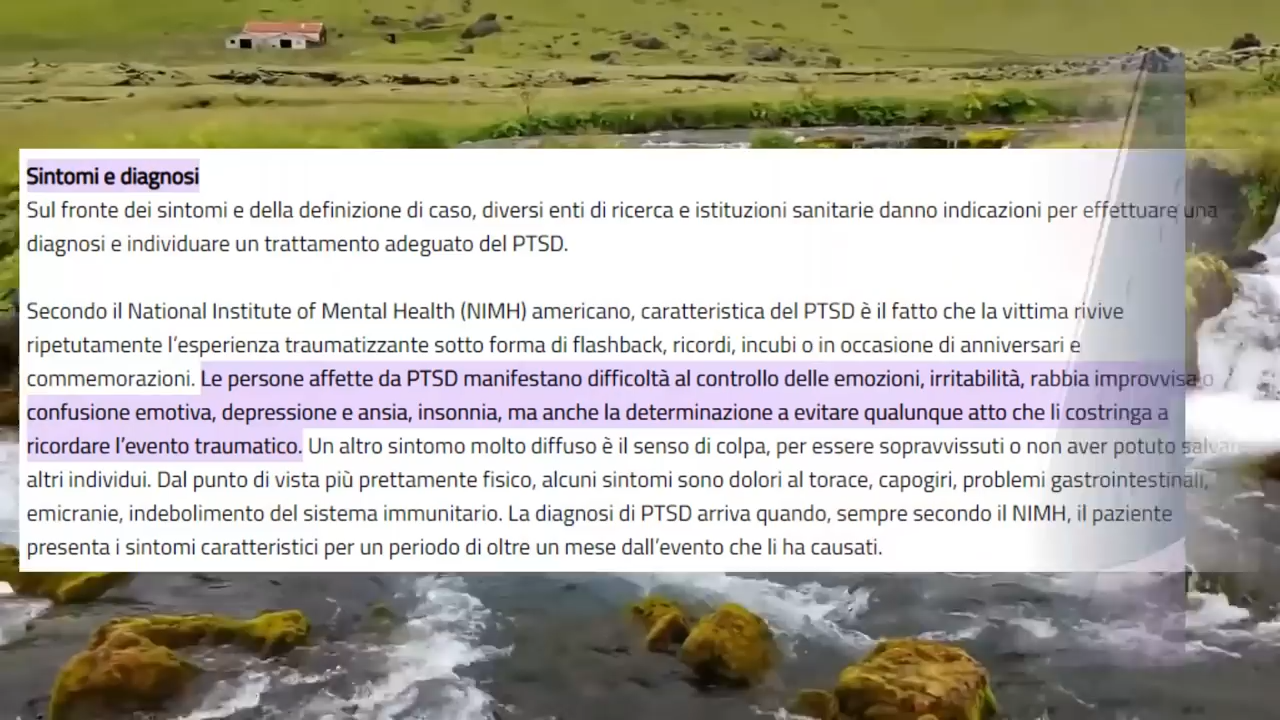 Sintomi e diagnosi
Sul fronte dei sintomi e della definizione di caso, diversi enti di ricerca e istituzioni sanitarie danno indicazioni per effettuare una
diagnosi e individuare un trattamento adeguato del PTSD.
Secondo il National Institute of Mental Health (NIMH) americano, caratteristica del PTSD è il fatto che la vittima rivive
ripetutamente l’esperienza traumatizzante sotto forma di flashback, ricordi, incubi o in occasione di anniversari e
commemorazioni. Le persone affette da PTSD manifestano difficoltà al controllo delle emozioni, irritabilità, rabbia improvvisa o
confusione emotiva, depressione e ansia, insonnia, ma anche la determinazione a evitare qualunque atto che li costringa a
ricordare l’evento traumatico. Un altro sintomo molto diffuso è il senso di colpa, per essere sopravvissuti o non aver potuto salvare
altri individui. Dal punto di vista più prettamente fisico, alcuni sintomi sono dolori al torace, capogiri, problemi gastrointestinali,
emicranie, indebolimento del sistema immunitario. La diagnosi di PTSD arriva quando, sempre secondo il NIMH, il paziente
presenta i sintomi caratteristici per un periodo di oltre un mese dall’evento che li ha causati.